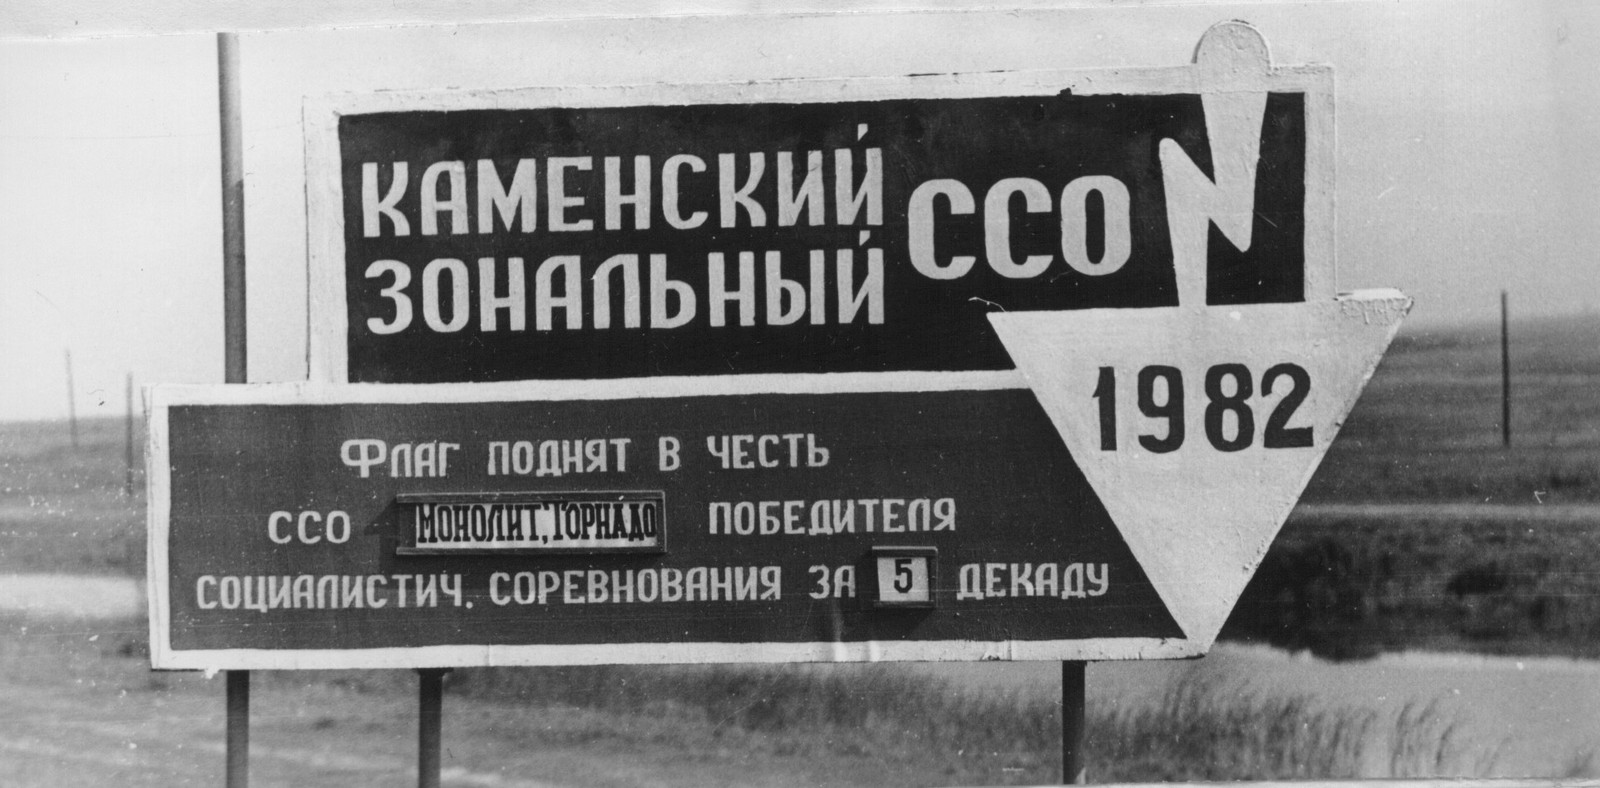 КАМЕНСКИЙ
ЗОНАЛЬНЫЙ
ССО
1982
ФЛАГ ПОДНЯТ В ЧЕСТЬ
ССО МОНОЛИТ, ТОРНАДО ПОБЕДИТЕЛЯ
СОЦИАЛИСТИЧ. СОРЕВНОВАНИЯ ЗА 5 ДЕКАДУ